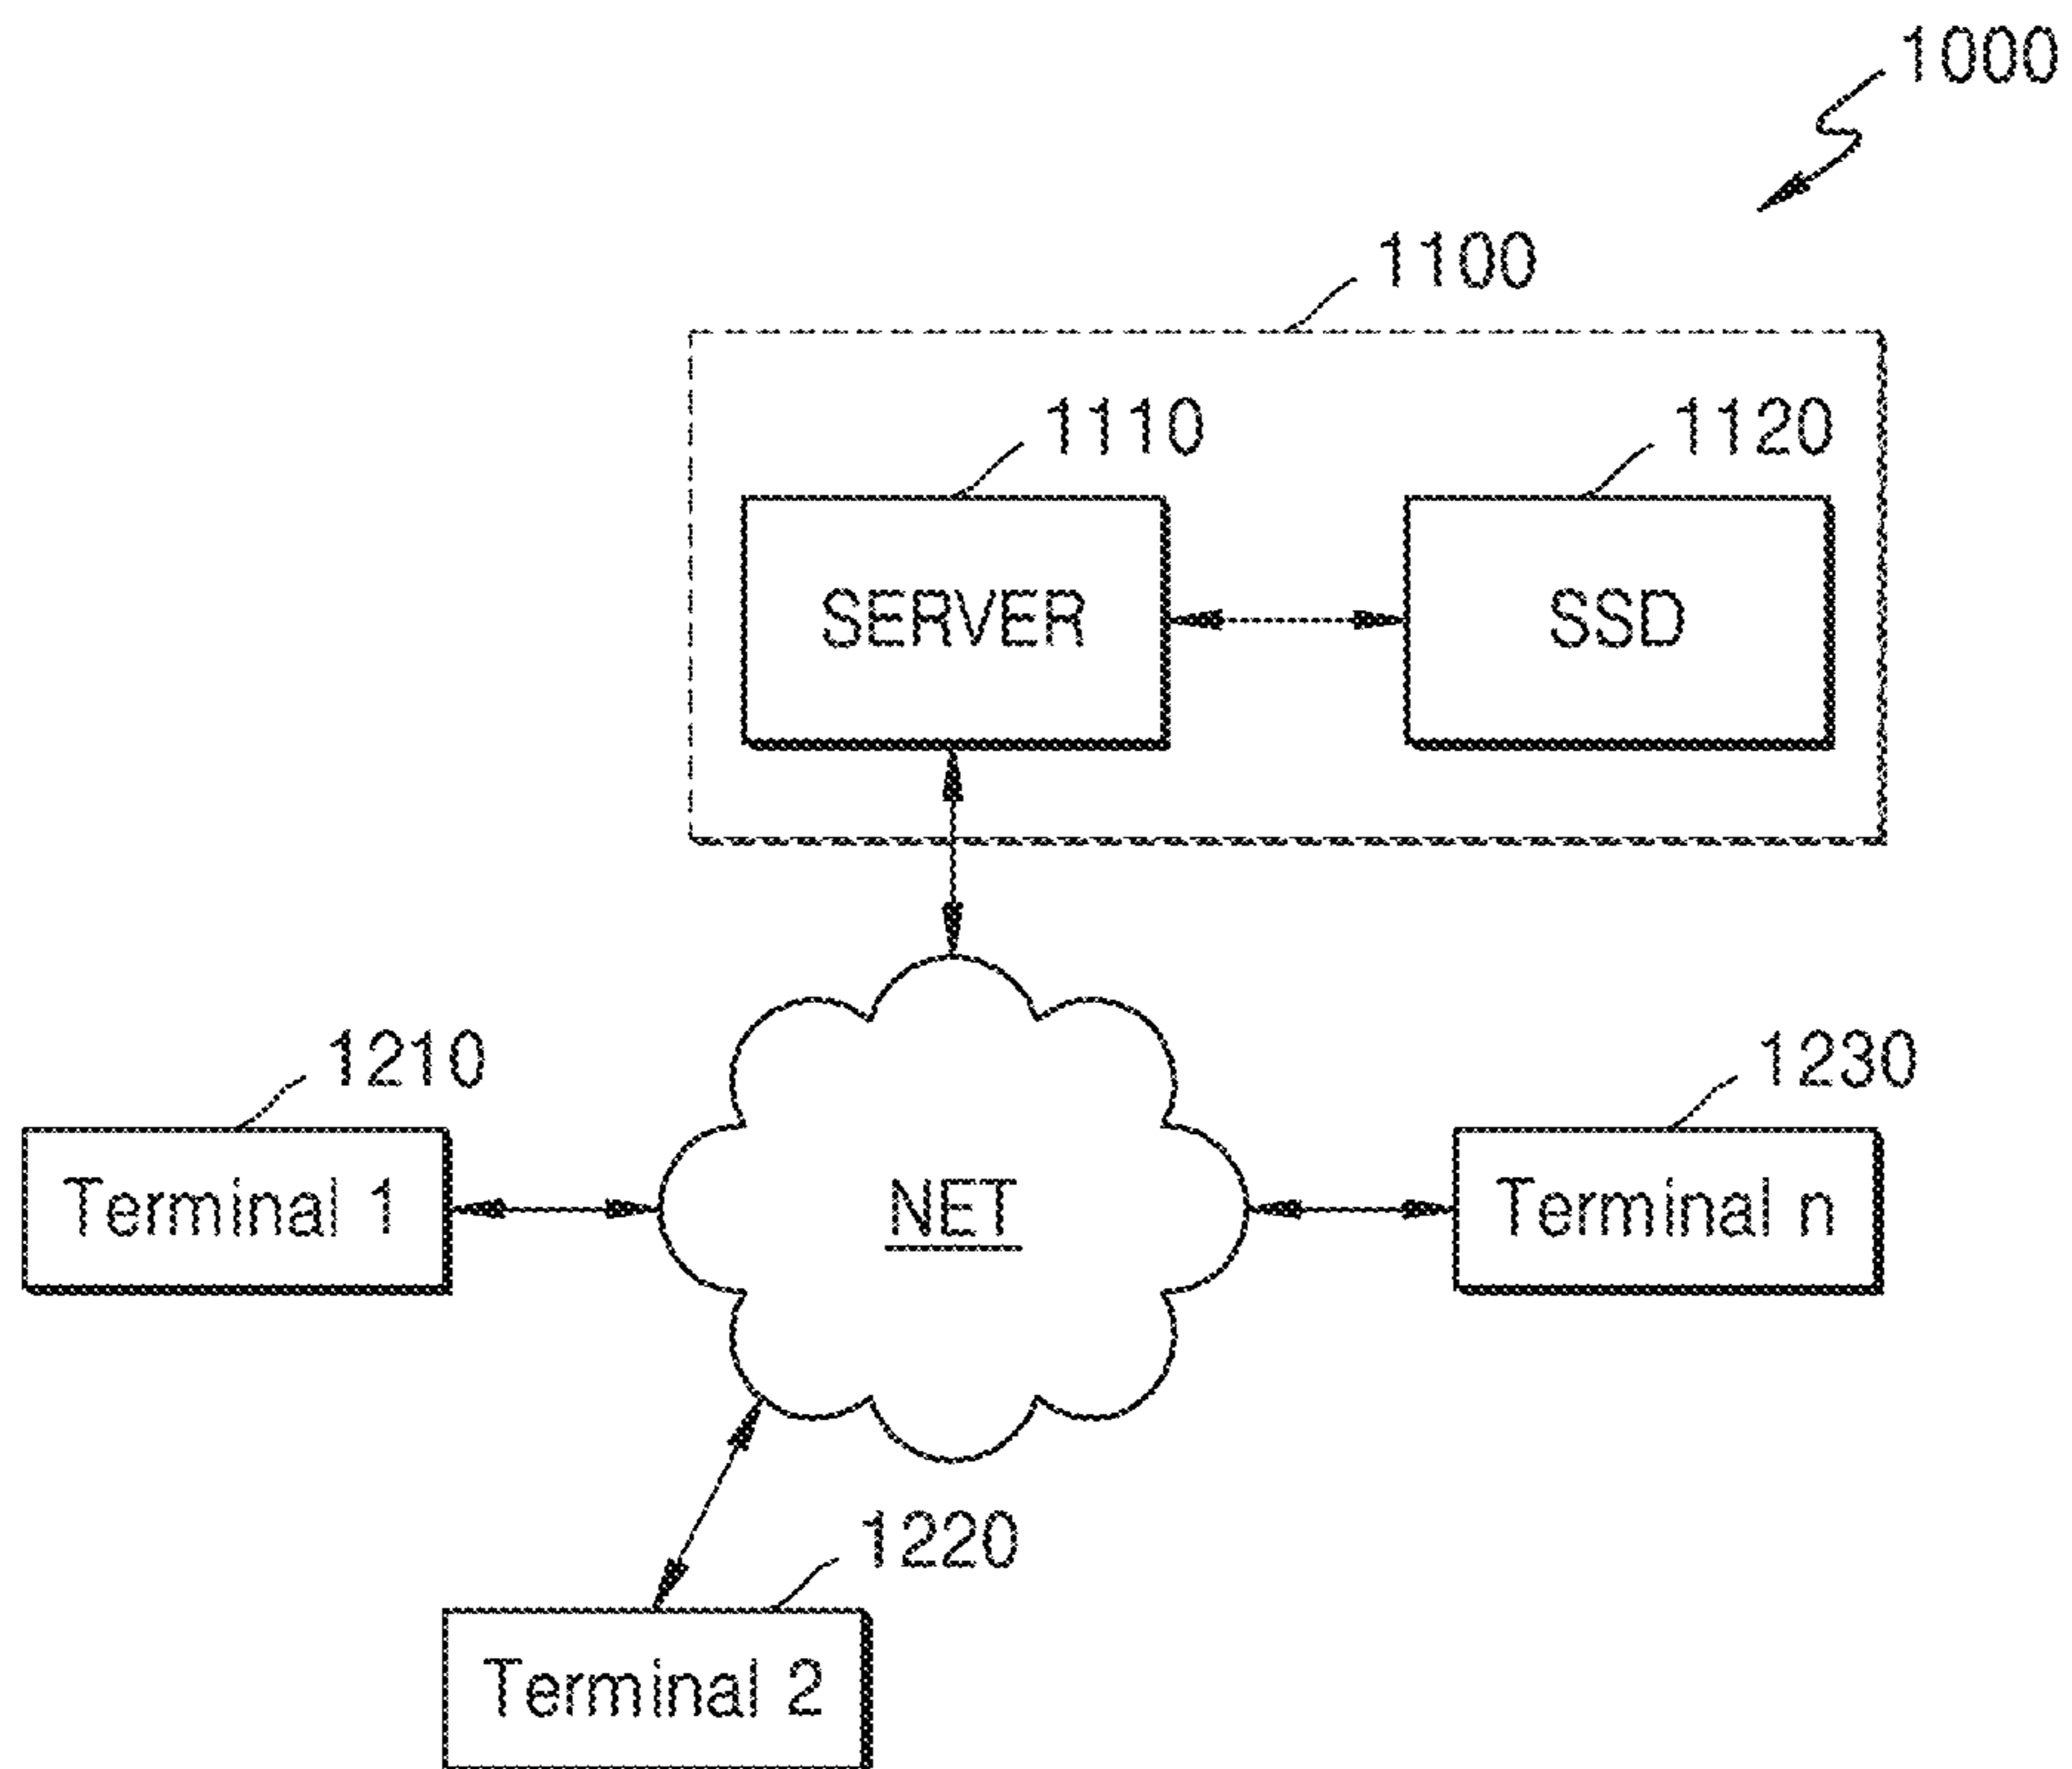 1000
1100
1110
1120
SERVER
SSD
1210
1230
Terminal 1
NET
Terminal n
1220
Terminal 2